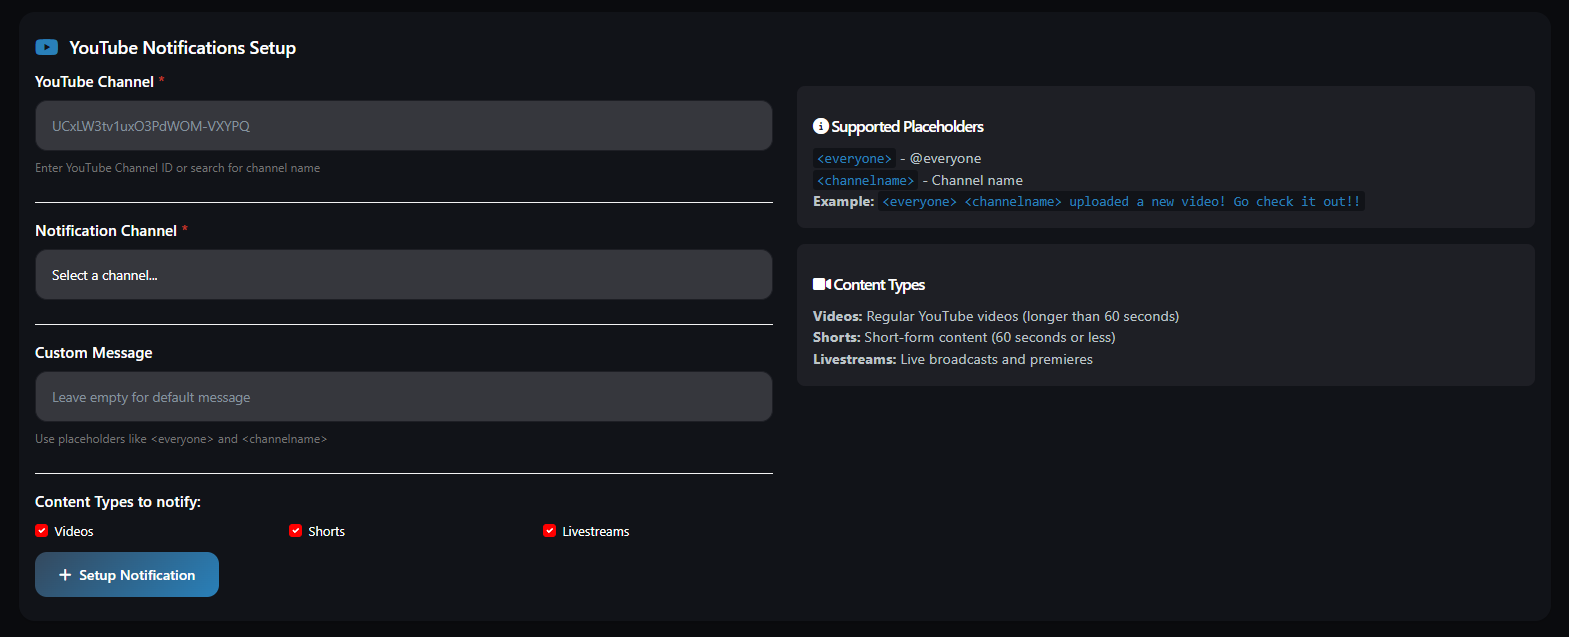 YouTube Notifications Setup
YouTube Channel *
UCxLW3tv1uxO3PdWOM-VXYPQ
Enter YouTube Channel ID or search for channel name
Notification Channel *
Select a channel...
Custom Message
Leave empty for default message
Use placeholders like <everyone> and <channelname>
Content Types to notify:
Videos
Shorts
Livestreams
+ Setup Notification
Supported Placeholders
<everyone> - @everyone
<channelname> - Channel name
Example: <everyone> <channelname> uploaded a new video! Go check it out!!
Content Types
Videos: Regular YouTube videos (longer than 60 seconds)
Shorts: Short-form content (60 seconds or less)
Livestreams: Live broadcasts and premieres